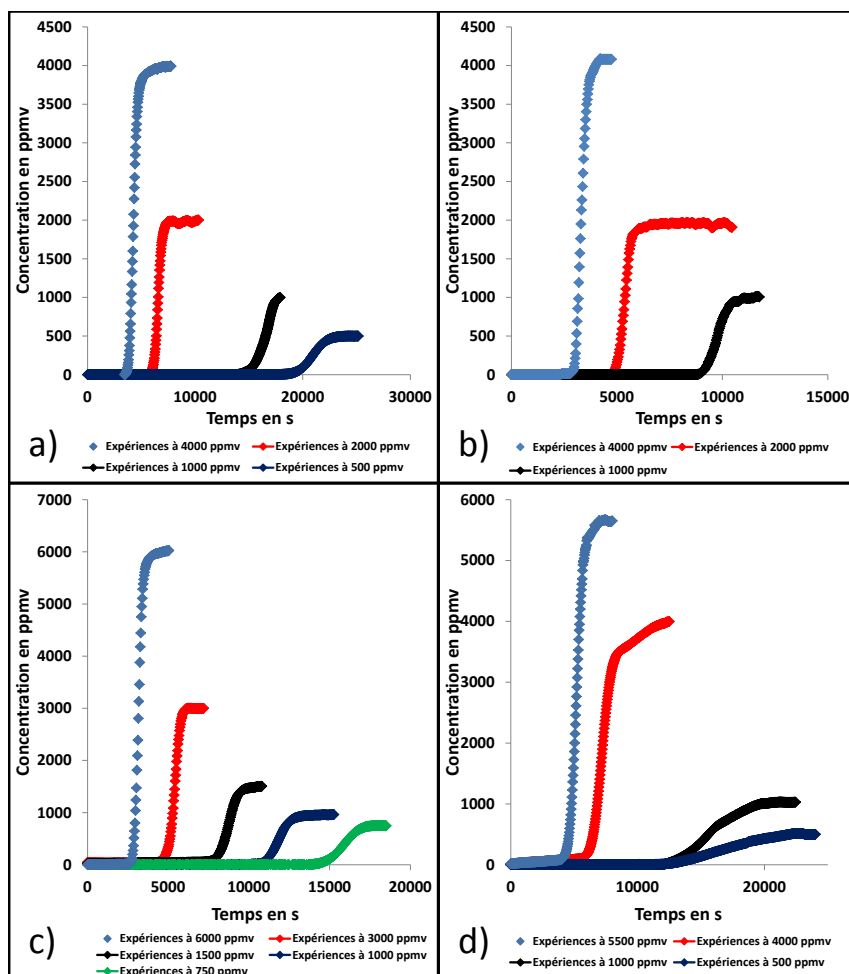 4500
4000
3500
3000
2500
2000
1500
1000
500
0
Concentration en ppmv
0 10000 20000 30000
Temps en s
a)
Expériences à 4000 ppmv Expériences à 2000 ppmv
Expériences à 1000 ppmv Expériences à 500 ppmv
4500
4000
3500
3000
2500
2000
1500
1000
500
0
Concentration en ppmv
0 5000 10000 15000
Temps en s
b)
Expériences à 4000 ppmv Expériences à 2000 ppmv
Expériences à 1000 ppmv
7000
6000
5000
4000
3000
2000
1000
0
Concentration en ppmv
0 5000 10000 15000 20000
Temps en s
c)
Expériences à 6000 ppmv Expériences à 3000 ppmv
Expériences à 1500 ppmv Expériences à 1000 ppmv
Expériences à 750 ppmv
6000
5000
4000
3000
2000
1000
0
Concentration en ppmv
0 10000 20000
Temps en s
d)
Expériences à 5500 ppmv Expériences à 4000 ppmv
Expériences à 1000 ppmv Expériences à 500 ppmv